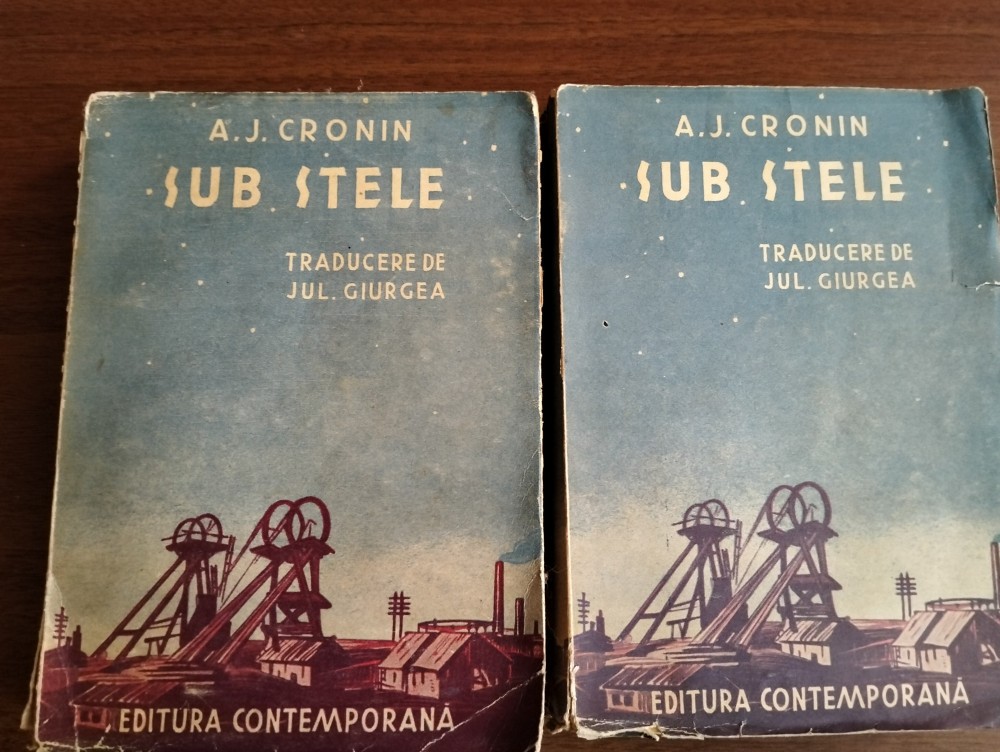 A.J. CRONIN
SUB STELE
TRADUCERE DE
JUL. GIURGEA
EDITURA CONTEMPORANĂ
A.J. CRONIN
SUB STELE
TRADUCERE DE
JUL. GIURGEA
EDITURA CONTEMPORANĂ